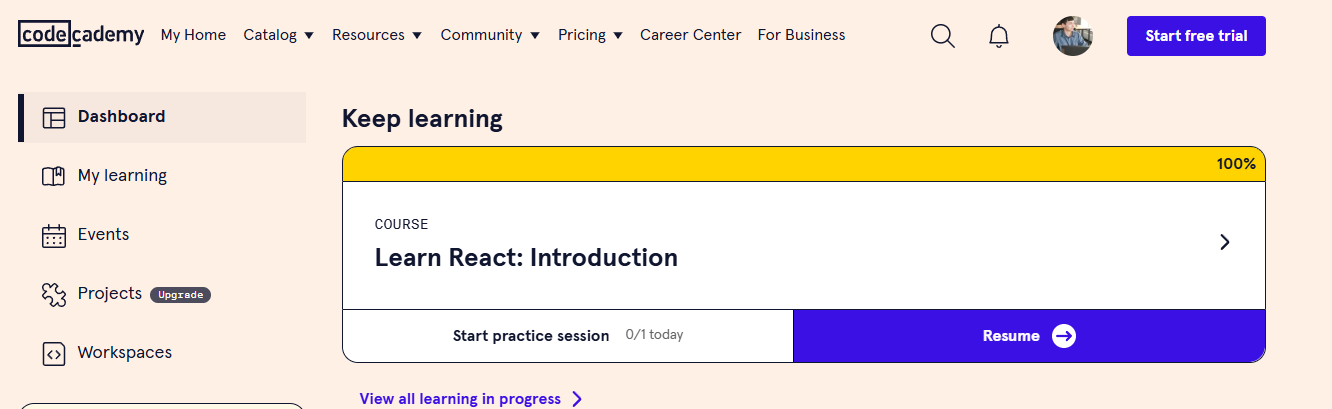 codecademy My Home Catalog Resources Community Pricing Career Center For Business Start free trial
Dashboard
My learning
Events
Projects Upgrade
Workspaces
Keep learning
100%
COURSE
Learn React: Introduction
Start practice session 0/1 today Resume
View all learning in progress